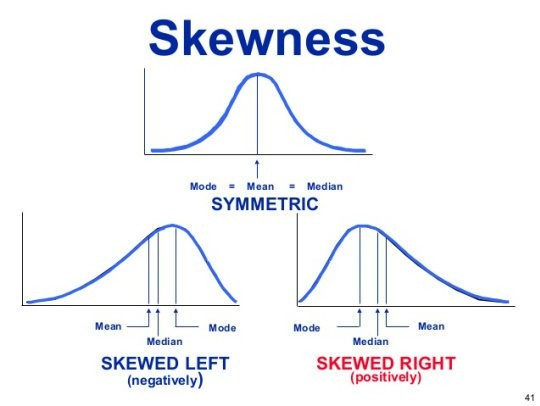 Skewness
Mode = Mean = Median
SYMMETRIC
Mean
Mode
Median
SKEWED LEFT
(negatively)
Mode
Mean
Median
SKEWED RIGHT
(positively)
41